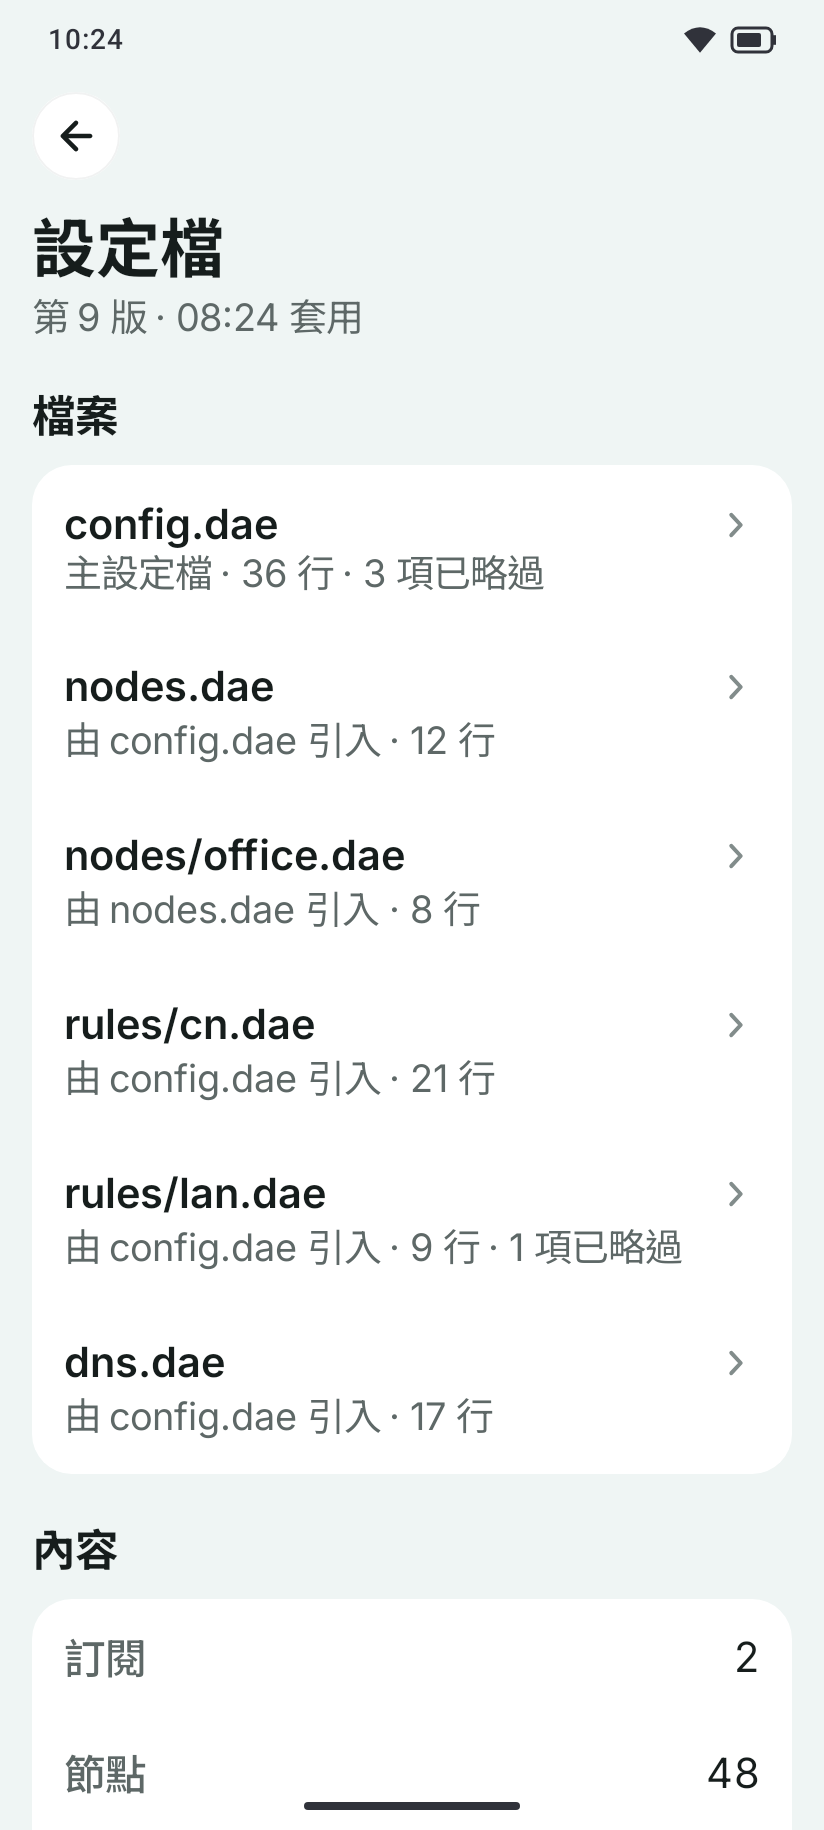 10:24
設定檔
第 9 版 · 08:24 套用
檔案
config.dae
主設定檔 · 36 行 · 3 項已略過
nodes.dae
由 config.dae 引入 · 12 行
nodes/office.dae
由 nodes.dae 引入 · 8 行
rules/cn.dae
由 config.dae 引入 · 21 行
rules/lan.dae
由 config.dae 引入 · 9 行 · 1 項已略過
dns.dae
由 config.dae 引入 · 17 行
內容
訂閱 2
節點 48